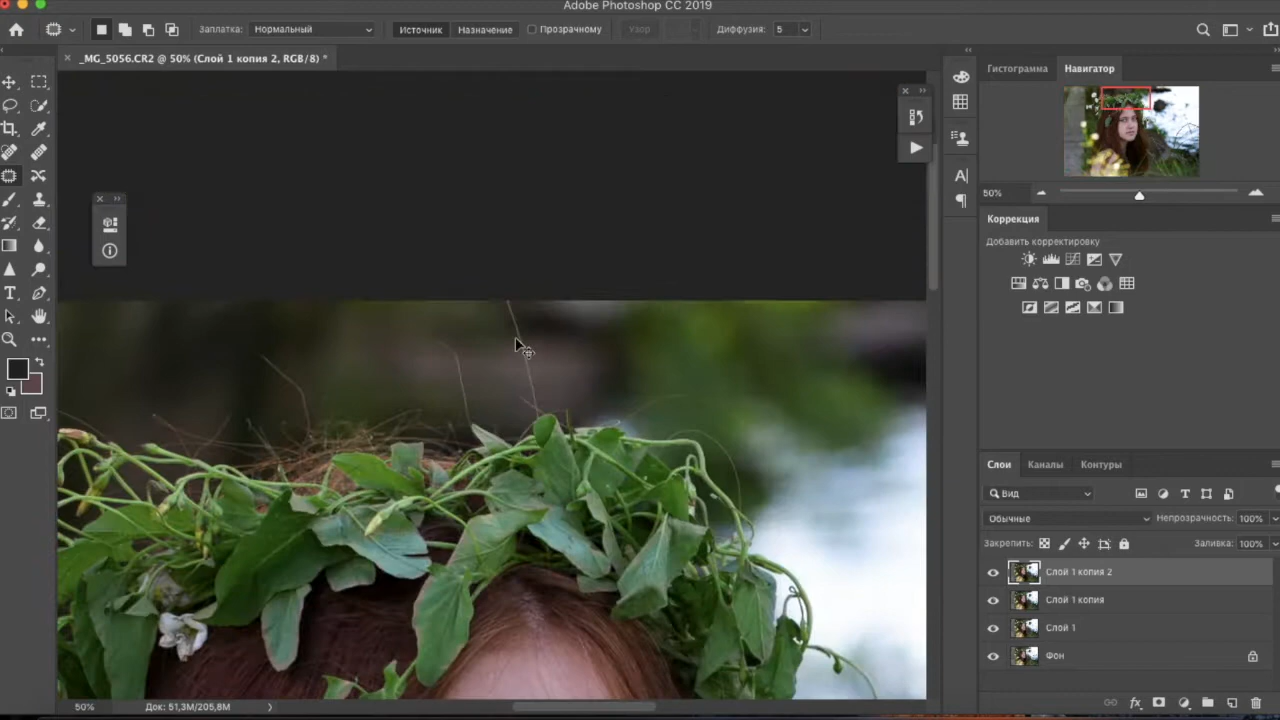 Adobe Photoshop CC 2019
Заплатка: Нормальный Источник Назначение Прозрачному Узор Диффузия: 5
_MG_5056.CR2 @ 50% (Слой 1 копия 2, RGB/8) *
Гистограмма Навигатор
50%
Коррекция
Добавить корректировку
Слои Каналы Контуры
Вид
Обычные Непрозрачность: 100%
Закрепить: Заливка: 100%
Слой 1 копия 2
Слой 1 копия
Слой 1
Фон
50% Док: 51,3M/205,8M